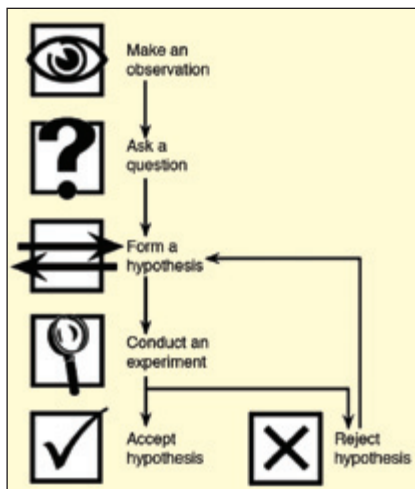 Make an
observation
Ask a
question
Form a
hypothesis
Conduct an
experiment
Accept
hypothesis
Reject
hypothesis